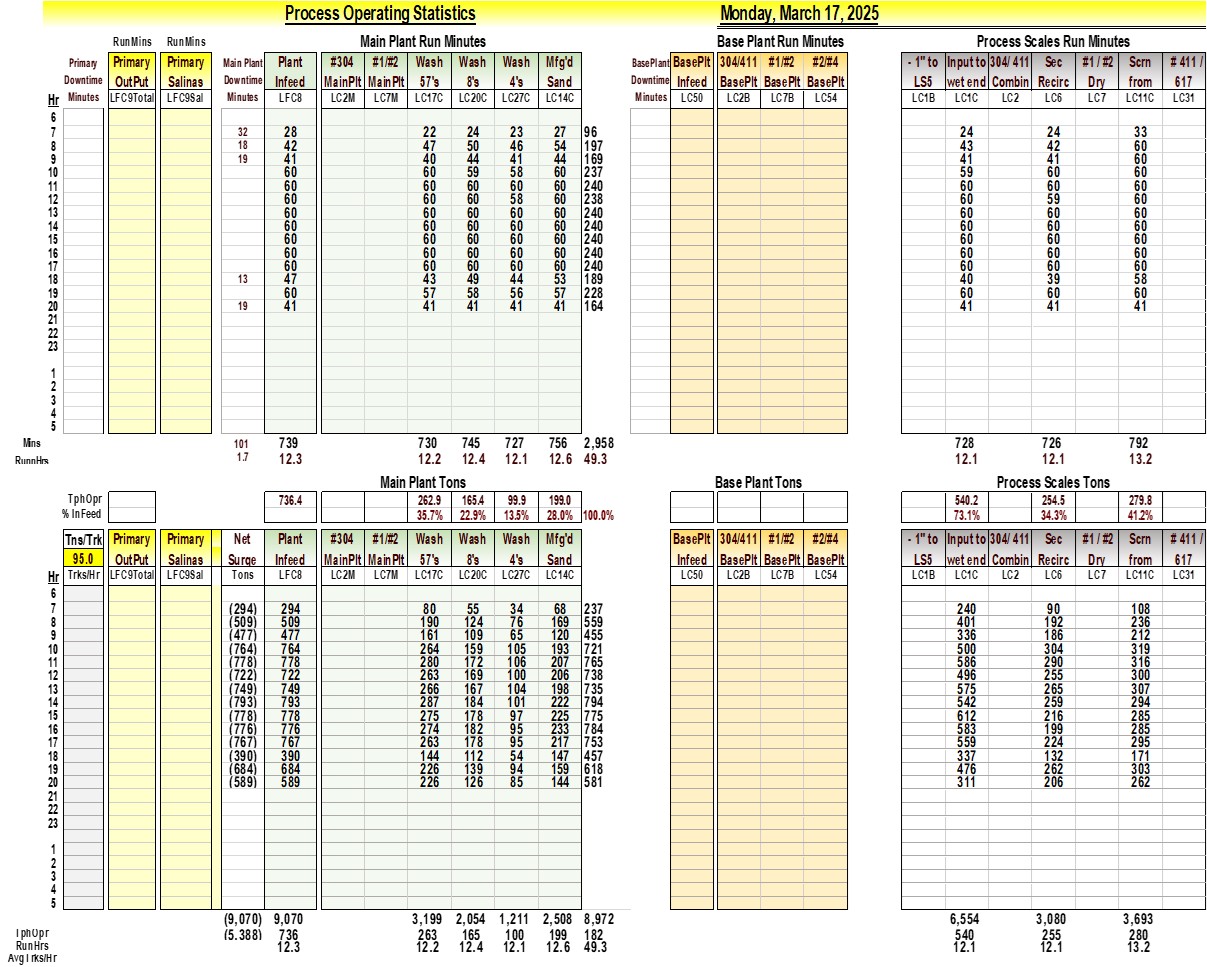 Process Operating Statistics Monday, March 17, 2025
RunMins RunMins Main Plant Run Minutes Base Plant Run Minutes Process Scales Run Minutes
Primary Primary Primary Main Plant Plant #304 #1/#2 Wash Wash Wash Mfg'd BasePlant BasePlt 304/411 #1/#2 #2/#4 - 1" to Input to 304/ 411 Sec #1 / #2 Scrn # 411 /
Downtime OutPut Salinas Downtime Infeed MainPlt MainPlt 57's 8's 4's Sand Downtime Infeed BasePlt BasePlt BasePlt LS5 wet end Combin Recirc Dry from 617
Hr Minutes LFC9Total LFC9Sal Minutes LFC8 LC2M LC7M LC17C LC20C LC27C LC14C Minutes LC50 LC2B LC7B LC54 LC1B LC1C LC2 LC6 LC7 LC11C LC31
6
7 32 28 22 24 23 27 96 24 24 33
8 18 42 47 50 46 54 197 43 42 60
9 19 41 40 44 41 44 169 41 41 60
10 60 60 59 58 60 237 59 60 60
11 60 60 60 60 60 240 60 60 60
12 60 60 60 58 60 238 60 59 60
13 60 60 60 60 60 240 60 60 60
14 60 60 60 60 60 240 60 60 60
15 60 60 60 60 60 240 60 60 60
16 60 60 60 60 60 240 60 60 60
17 60 60 60 60 60 240 60 60 60
18 13 47 43 49 44 53 189 40 39 58
19 60 57 58 56 57 228 60 60 60
20 19 41 41 41 41 41 164 41 41 41
21
22
23
1
2
3
4
5
Mins 101 739 730 745 727 756 2,958 728 726 792
RunnHrs 1.7 12.3 12.2 12.4 12.1 12.6 49.3 12.1 12.1 13.2
Main Plant Tons Base Plant Tons Process Scales Tons
TphOpr 736.4 262.9 165.4 99.9 199.0 540.2 254.5 279.8
% InFeed 35.7% 22.9% 13.5% 28.0% 100.0% 73.1% 34.3% 41.2%
Tns/Trk Primary Primary Net Plant #304 #1/#2 Wash Wash Wash Mfg'd BasePlt 304/411 #1/#2 #2/#4 - 1" to Input to 304/ 411 Sec #1 / #2 Scrn # 411 /
95.0 OutPut Salinas Surge Infeed MainPlt MainPlt 57's 8's 4's Sand Infeed BasePlt BasePlt BasePlt LS5 wet end Combin Recirc Dry from 617
Hr Trks/Hr LFC9Total LFC9Sal Tons LFC8 LC2M LC7M LC17C LC20C LC27C LC14C LC50 LC2B LC7B LC54 LC1B LC1C LC2 LC6 LC7 LC11C LC31
6
7 (294) 294 80 55 34 68 237 240 90 108
8 (509) 509 190 124 76 169 559 401 192 236
9 (477) 477 161 109 65 120 455 336 186 212
10 (764) 764 264 159 105 193 721 500 304 319
11 (778) 778 280 172 106 207 765 586 290 316
12 (722) 722 263 169 100 206 738 496 255 300
13 (749) 749 266 167 104 198 735 575 265 307
14 (793) 793 287 184 101 222 794 542 259 294
15 (778) 778 275 178 97 225 775 612 216 285
16 (776) 776 274 182 95 233 784 583 199 285
17 (767) 767 263 178 95 217 753 559 224 295
18 (390) 390 144 112 54 147 457 337 132 171
19 (684) 684 226 139 94 159 618 476 262 303
20 (589) 589 226 126 85 144 581 311 206 262
21
22
23
1
2
3
4
5
(9,070) 9,070 3,199 2,054 1,211 2,508 8,972 6,554 3,080 3,693
TphOpr (5,388) 736 263 165 100 199 182 540 255 280
RunHrs 12.3 12.2 12.4 12.1 12.6 49.3 12.1 12.1 13.2
AvgTrks/Hr